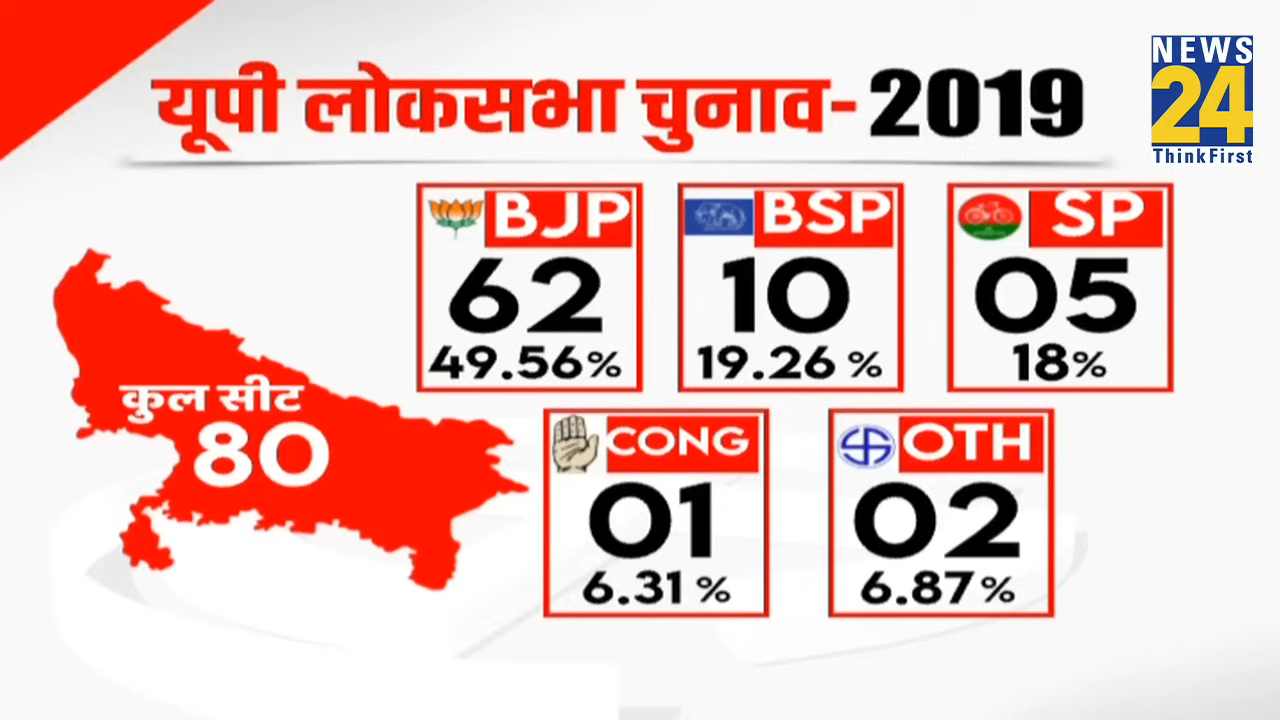 यूपी लोकसभा चुनाव- 2019
NEWS
24
ThinkFirst
BJP
62
49.56%
BSP
10
19.26 %
SP
05
18%
कुल सीट
80
CONG
01
6.31 %
OTH
02
6.87%